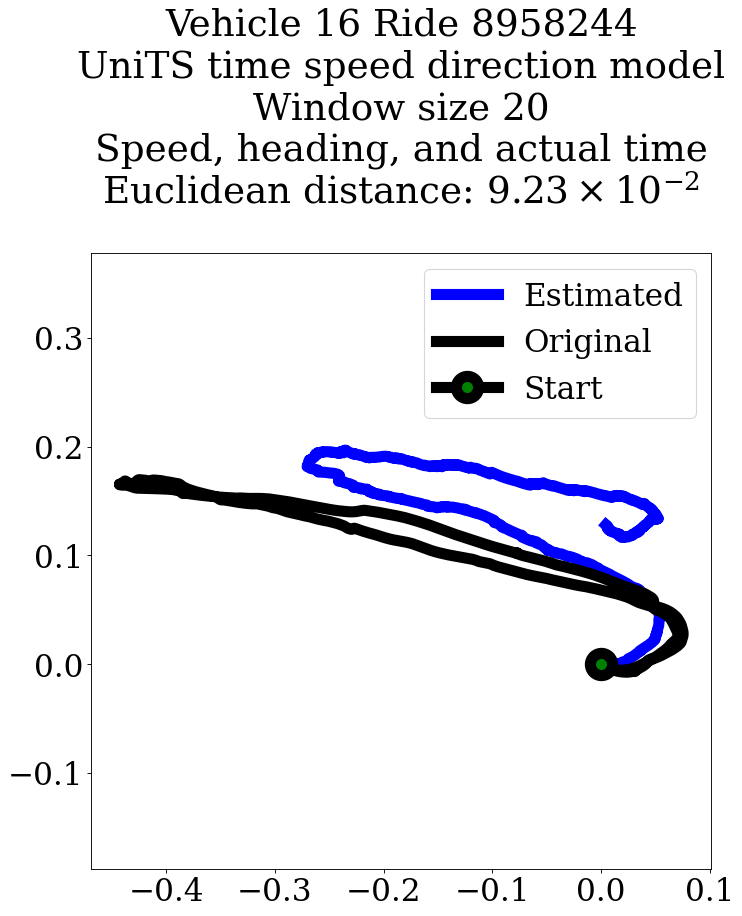 Vehicle 16 Ride 8958244
UniTS time speed direction model
Window size 20
Speed, heading, and actual time
Euclidean distance: 9.23 × 10⁻²
Estimated
Original
Start
0.3
0.2
0.1
0.0
−0.1
−0.4
−0.3
−0.2
−0.1
0.0
0.1